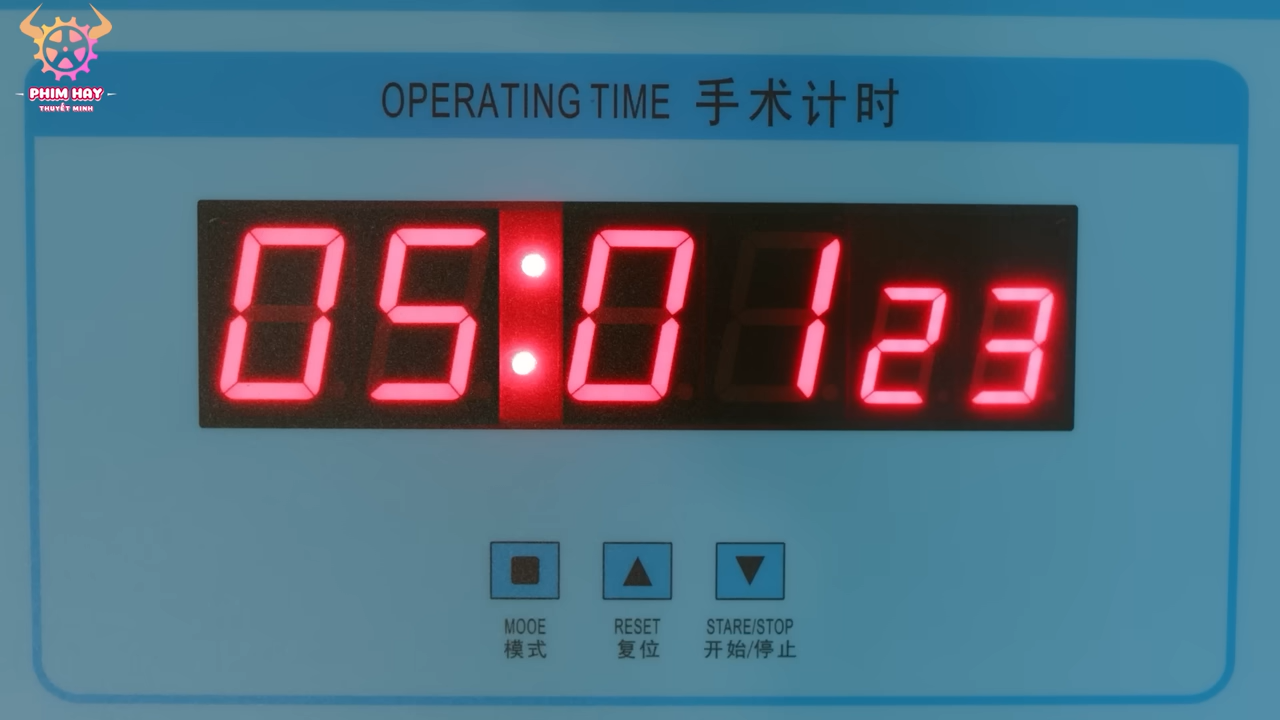 PHIM HAY
THUYẾT MINH
OPERATING TIME 手术计时
05:01 23
MOOE
模式
RESET
复位
STARE/STOP
开始/停止